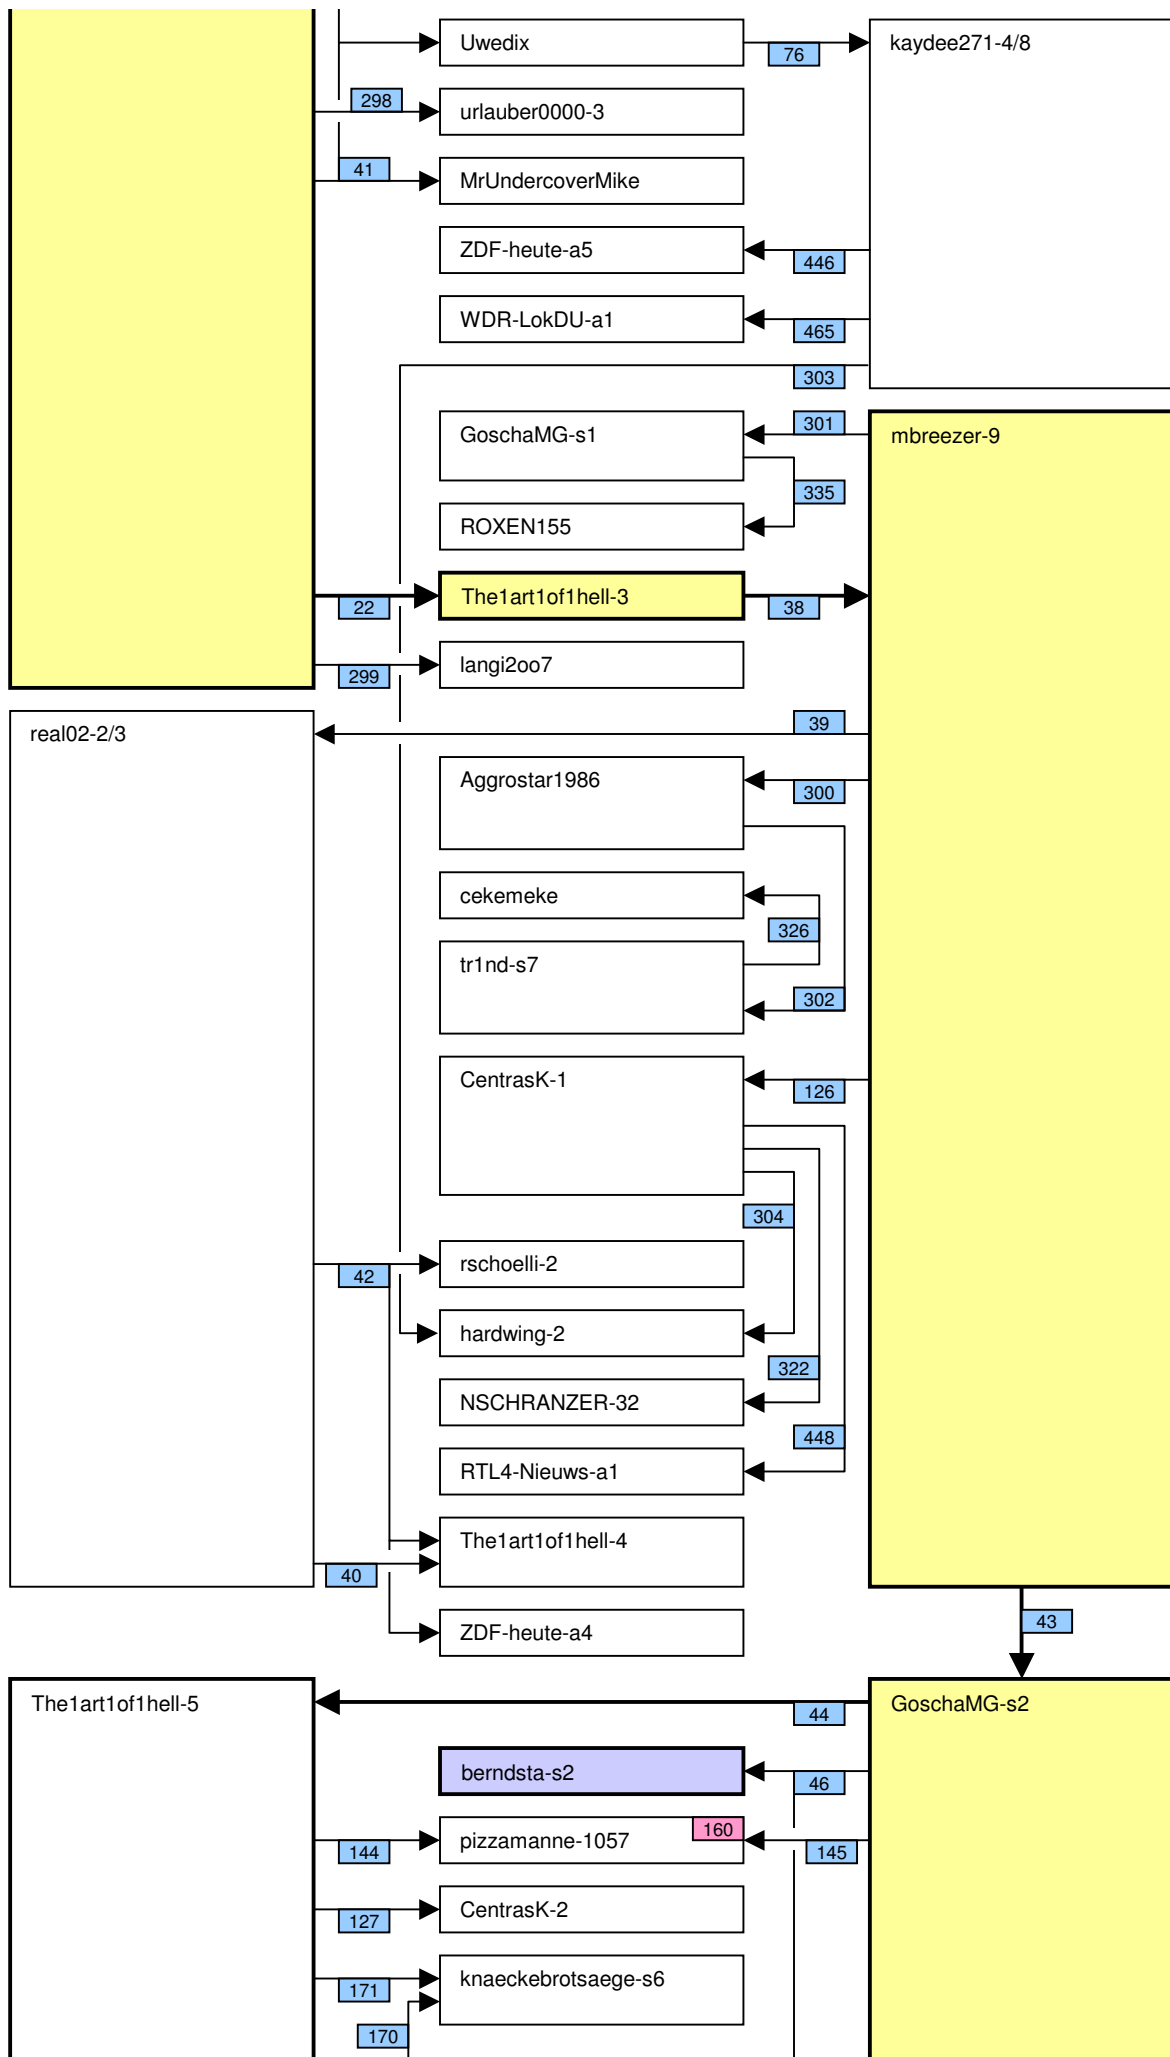 Uwedix
76
kaydee271-4/8
298
urlauber0000-3
41
MrUndercoverMike
ZDF-heute-a5
446
WDR-LokDU-a1
465
303
GoschaMG-s1
301
mbreezer-9
335
ROXEN155
22
The1art1of1hell-3
38
299
langi2oo7
real02-2/3
39
Aggrostar1986
300
cekemeke
326
tr1nd-s7
302
CentrasK-1
126
304
42
rschoelli-2
hardwing-2
322
NSCHRANZER-32
448
RTL4-Nieuws-a1
The1art1of1hell-4
40
ZDF-heute-a4
43
The1art1of1hell-5
44
GoschaMG-s2
berndsta-s2
46
144
pizzamanne-1057
160
145
127
CentrasK-2
171
knaeckebrotsaege-s6
170